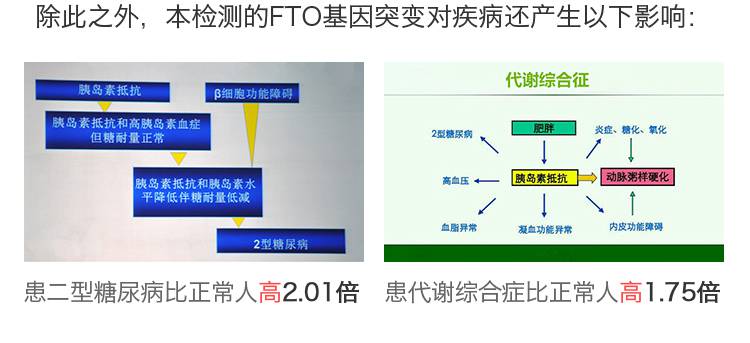 除此之外，本检测的FTO基因突变对疾病还产生以下影响：
胰岛素抵抗
β细胞功能障碍
胰岛素抵抗和高胰岛素血症
但糖耐量正常
胰岛素抵抗和胰岛素水
平降低伴糖耐量低减
2型糖尿病
代谢综合征
肥胖
2型糖尿病
炎症、糖化、氧化
高血压
胰岛素抵抗
动脉粥样硬化
血脂异常
凝血功能异常
内皮功能障碍
患二型糖尿病比正常人高2.01倍
患代谢综合症比正常人高1.75倍